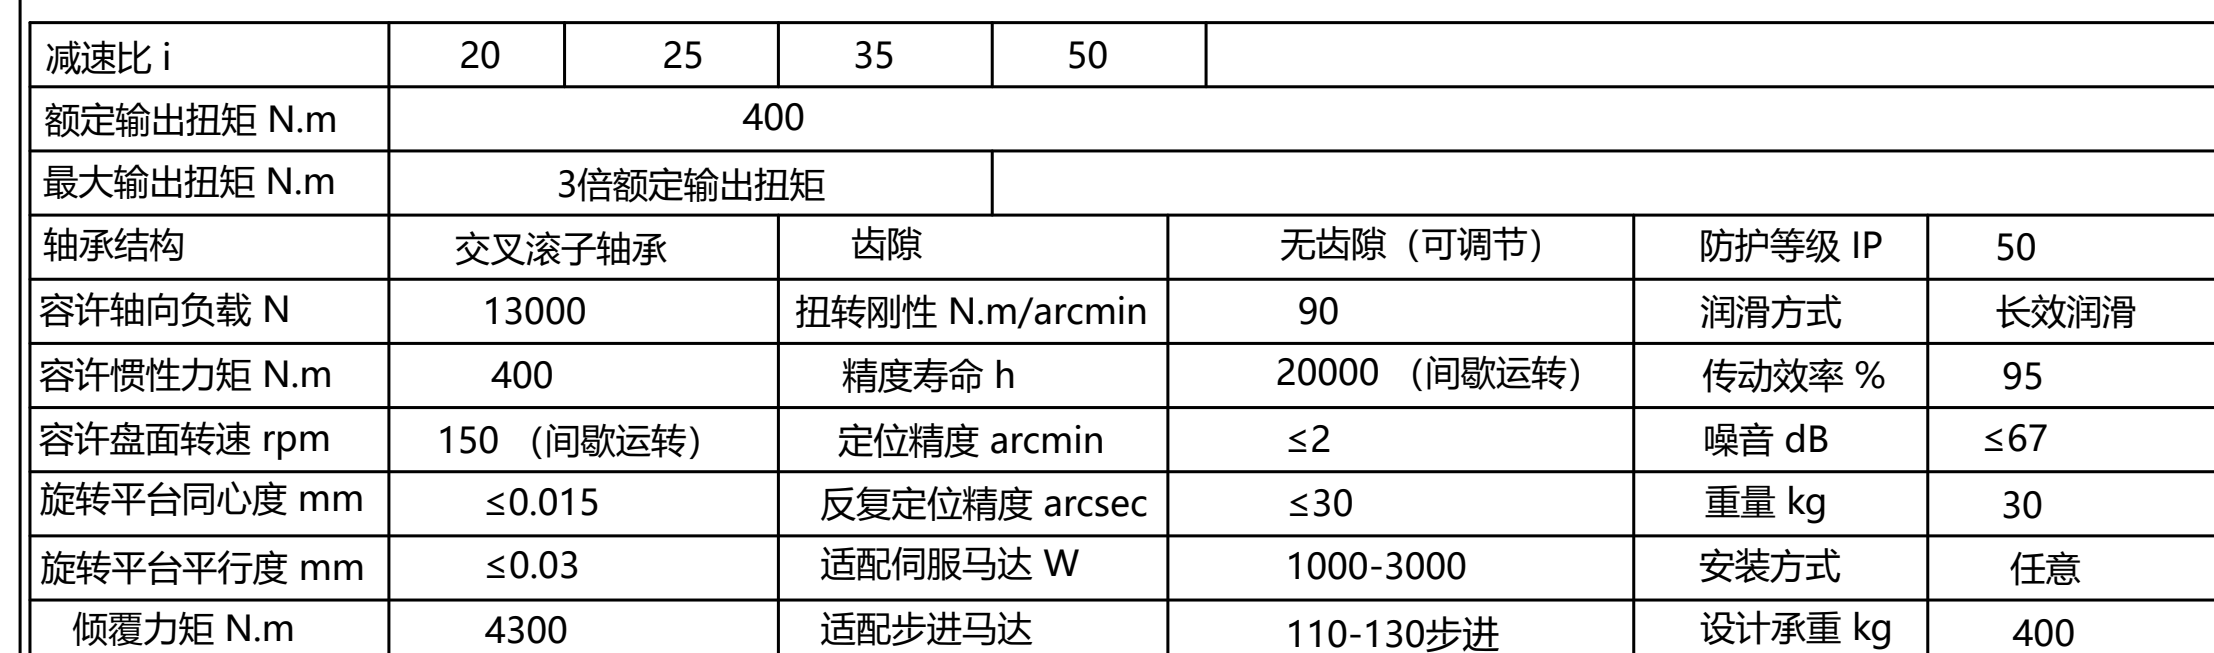 减速比 i 20 25 35 50
额定输出扭矩 N.m 400
最大输出扭矩 N.m 3倍额定输出扭矩
轴承结构 交叉滚子轴承 齿隙 无齿隙（可调节） 防护等级 IP 50
容许轴向负载 N 13000 扭转刚性 N.m/arcmin 90 润滑方式 长效润滑
容许惯性力矩 N.m 400 精度寿命 h 20000 （间歇运转） 传动效率 % 95
容许盘面转速 rpm 150 （间歇运转） 定位精度 arcmin ≤2 噪音 dB ≤67
旋转平台同心度 mm ≤0.015 反复定位精度 arcsec ≤30 重量 kg 30
旋转平台平行度 mm ≤0.03 适配伺服马达 W 1000-3000 安装方式 任意
倾覆力矩 N.m 4300 适配步进马达 110-130步进 设计承重 kg 400